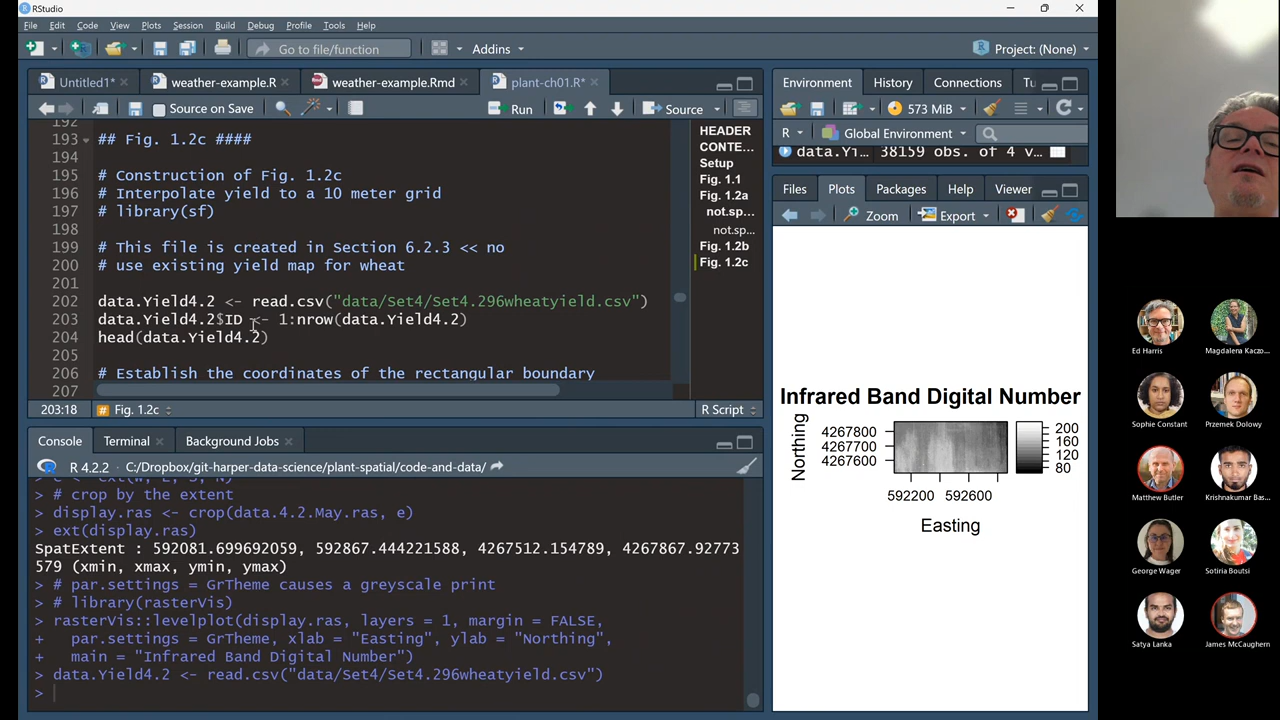 RStudio
File Edit Code View Plots Session Build Debug Profile Tools Help
Go to file/function Addins Project: (None)
Untitled1* weather-example.R weather-example.Rmd plant-ch01.R*
Source on Save Run Source
192
193 ## Fig. 1.2c ####
194
195 # Construction of Fig. 1.2c
196 # Interpolate yield to a 10 meter grid
197 # library(sf)
198
199 # This file is created in Section 6.2.3 << no
200 # use existing yield map for wheat
201
202 data.Yield4.2 <- read.csv("data/Set4/Set4.296wheatyield.csv")
203 data.Yield4.2$ID <- 1:nrow(data.Yield4.2)
204 head(data.Yield4.2)
205
206 # Establish the coordinates of the rectangular boundary
207
HEADER
CONTE...
Setup
Fig. 1.1
Fig. 1.2a
not.sp...
not.sp...
Fig. 1.2b
Fig. 1.2c
203:18 # Fig. 1.2c R Script
Console Terminal Background Jobs
R 4.2.2 · C:/Dropbox/git-harper-data-science/plant-spatial/code-and-data/
> # crop by the extent
> display.ras <- crop(data.4.2.May.ras, e)
> ext(display.ras)
SpatExtent : 592081.699692059, 592867.444221588, 4267512.154789, 4267867.92773
579 (xmin, xmax, ymin, ymax)
> # par.settings = GrTheme causes a greyscale print
> # library(rasterVis)
> rasterVis::levelplot(display.ras, layers = 1, margin = FALSE,
+ par.settings = GrTheme, xlab = "Easting", ylab = "Northing",
+ main = "Infrared Band Digital Number")
> data.Yield4.2 <- read.csv("data/Set4/Set4.296wheatyield.csv")
>
Environment History Connections Tu
573 MiB
R Global Environment
data.Yi... 38159 obs. of 4 v...
Files Plots Packages Help Viewer
Zoom Export
Infrared Band Digital Number
Northing
4267800
4267700
4267600
592200 592600
Easting
200
160
120
80
Ed Harris Magdalena Kaczo...
Sophie Constant Przemek Dolowy
Matthew Butler Krishnakumar Bas...
George Wager Sotiria Boutsi
Satya Lanka James McCaughern